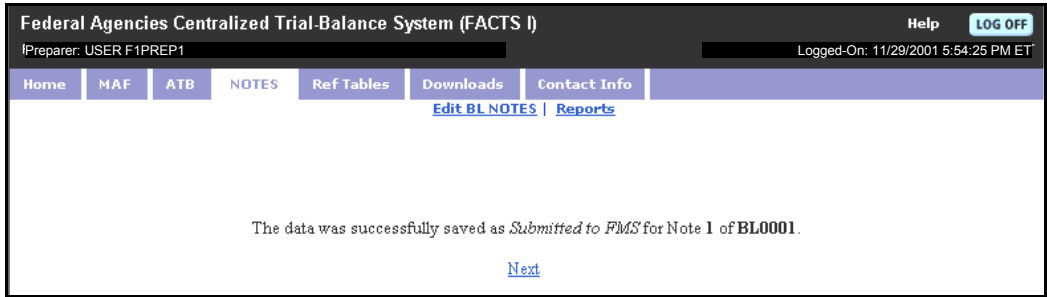 Federal Agencies Centralized Trial-Balance System (FACTS I) Help LOG OFF
Preparer: USER F1PREP1 Logged-On: 11/29/2001 5:54:25 PM ET
Home MAF ATB NOTES Ref Tables Downloads Contact Info
Edit BL NOTES | Reports
The data was successfully saved as Submitted to FMS for Note 1 of BL0001.
Next